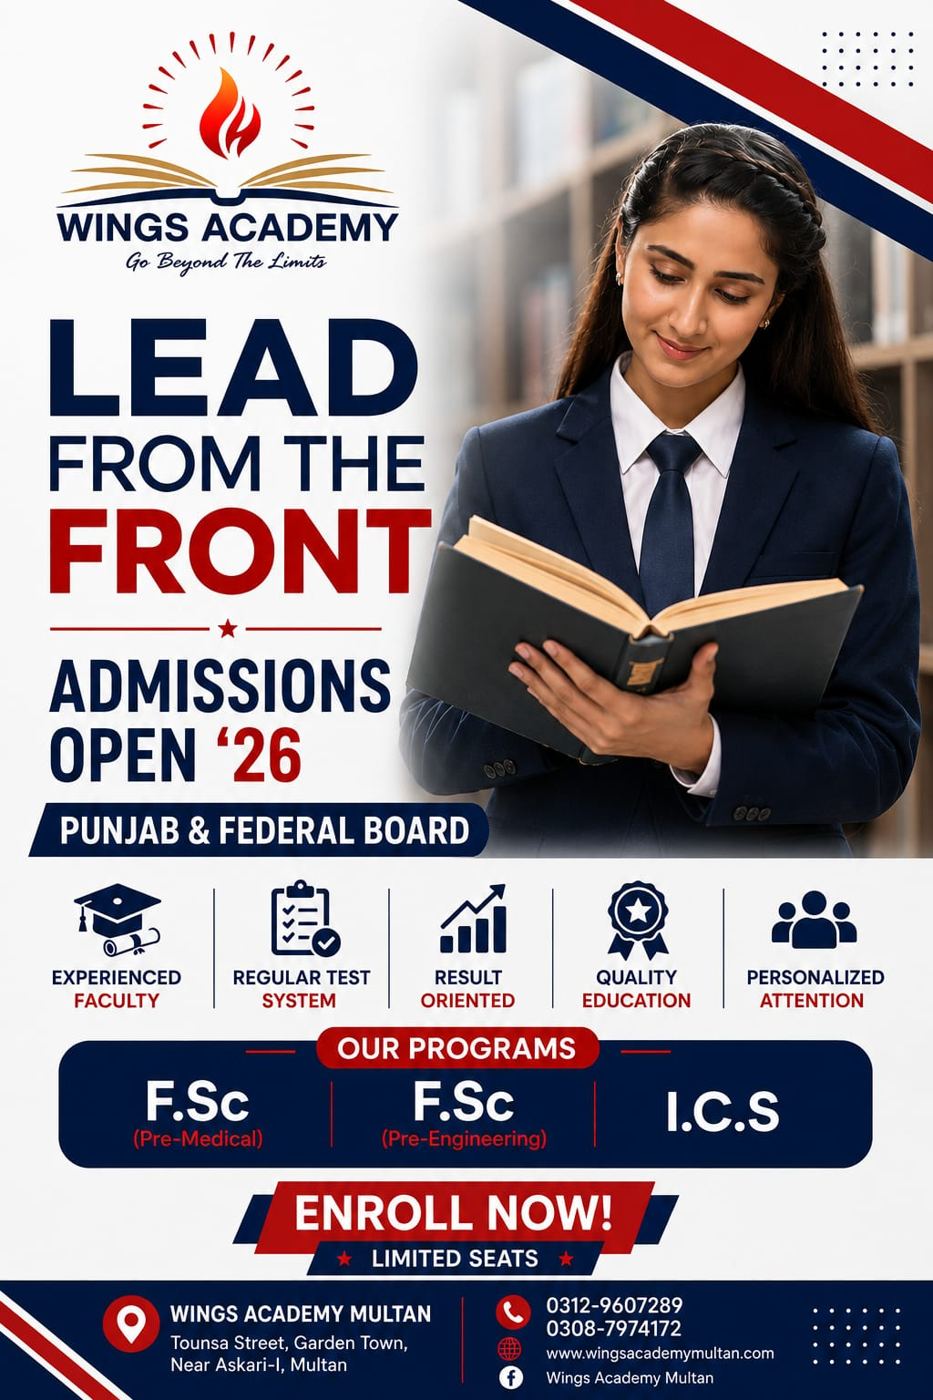 WINGS ACADEMY
Go Beyond The Limits
LEAD
FROM THE
FRONT
ADMISSIONS
OPEN ‘26
PUNJAB & FEDERAL BOARD
EXPERIENCED
FACULTY
REGULAR TEST
SYSTEM
RESULT
ORIENTED
QUALITY
EDUCATION
PERSONALIZED
ATTENTION
OUR PROGRAMS
F.Sc
(Pre-Medical)
F.Sc
(Pre-Engineering)
I.C.S
ENROLL NOW!
LIMITED SEATS
WINGS ACADEMY MULTAN
Tounsa Street, Garden Town,
Near Askari-I, Multan
0312-9607289
0308-7974172
www.wingsacademymultan.com
Wings Academy Multan